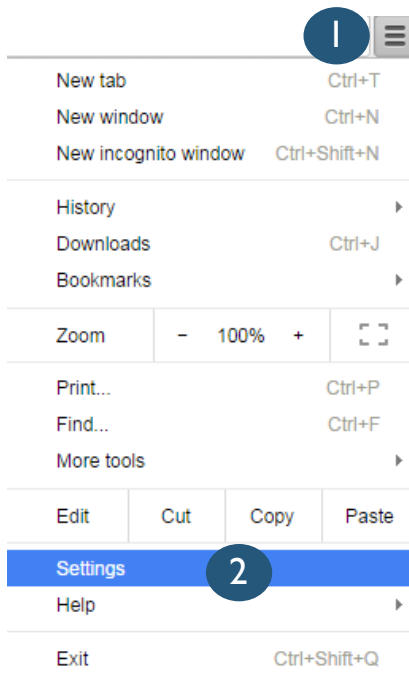 1
New tab Ctrl+T
New window Ctrl+N
New incognito window Ctrl+Shift+N
History
Downloads Ctrl+J
Bookmarks
Zoom - 100% +
Print... Ctrl+P
Find... Ctrl+F
More tools
Edit Cut Copy Paste
Settings 2
Help
Exit Ctrl+Shift+Q